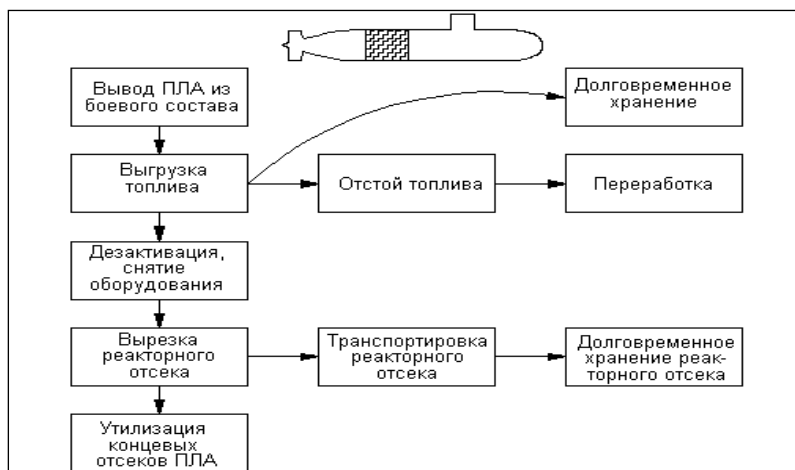 Вывод ПЛА из
боевого состава
Долговременное
хранение
Выгрузка
топлива
Отстой топлива
Переработка
Дезактивация,
снятие
оборудования
Вырезка
реакторного
отсека
Транспортировка
реакторного
отсека
Долговременное
хранение реак-
торного отсека
Утилизация
концевых
отсеков ПЛА